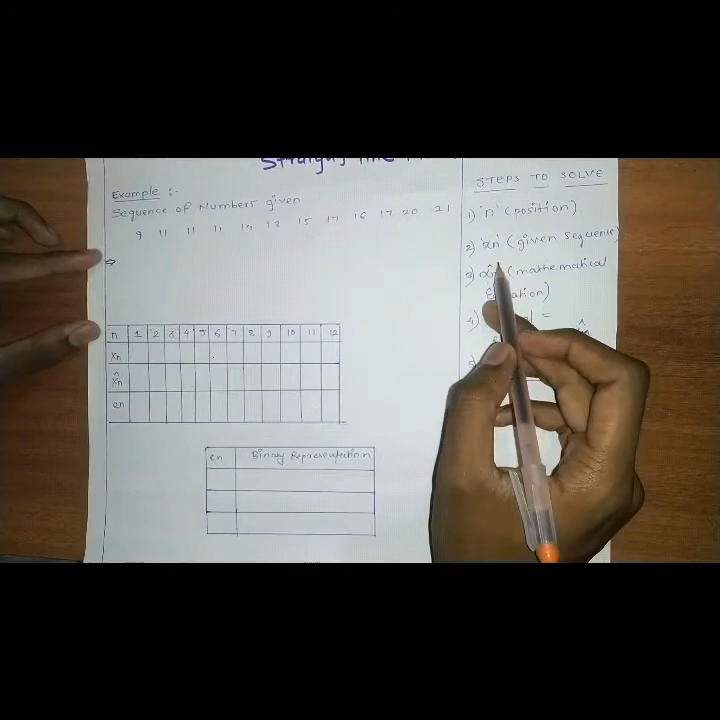 Example :-
Sequence of Numbers given
9 11 11 11 14 13 15 17 16 17 20 21
⇒
n 1 2 3 4 5 6 7 8 9 10 11 12
xn
x̂n
en
en Binary Representation
STEPS TO SOLVE
1) 'n' (position)
2) 'xn' (given sequence)
3) (mathematical
4) =
5)